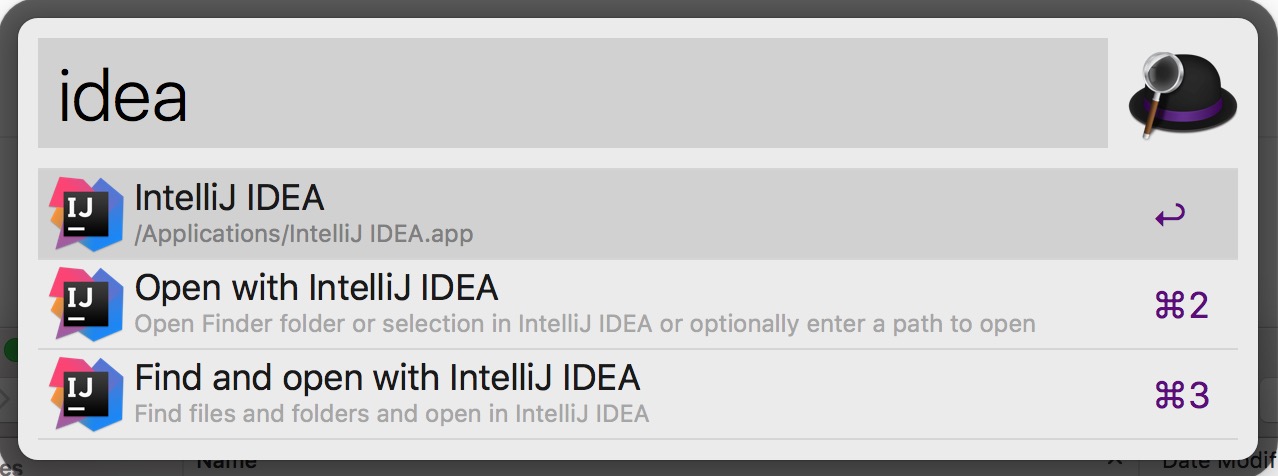 idea
IntelliJ IDEA
/Applications/IntelliJ IDEA.app
↩
Open with IntelliJ IDEA
Open Finder folder or selection in IntelliJ IDEA or optionally enter a path to open
⌘2
Find and open with IntelliJ IDEA
Find files and folders and open in IntelliJ IDEA
⌘3
IJ
IJ
IJ
Name